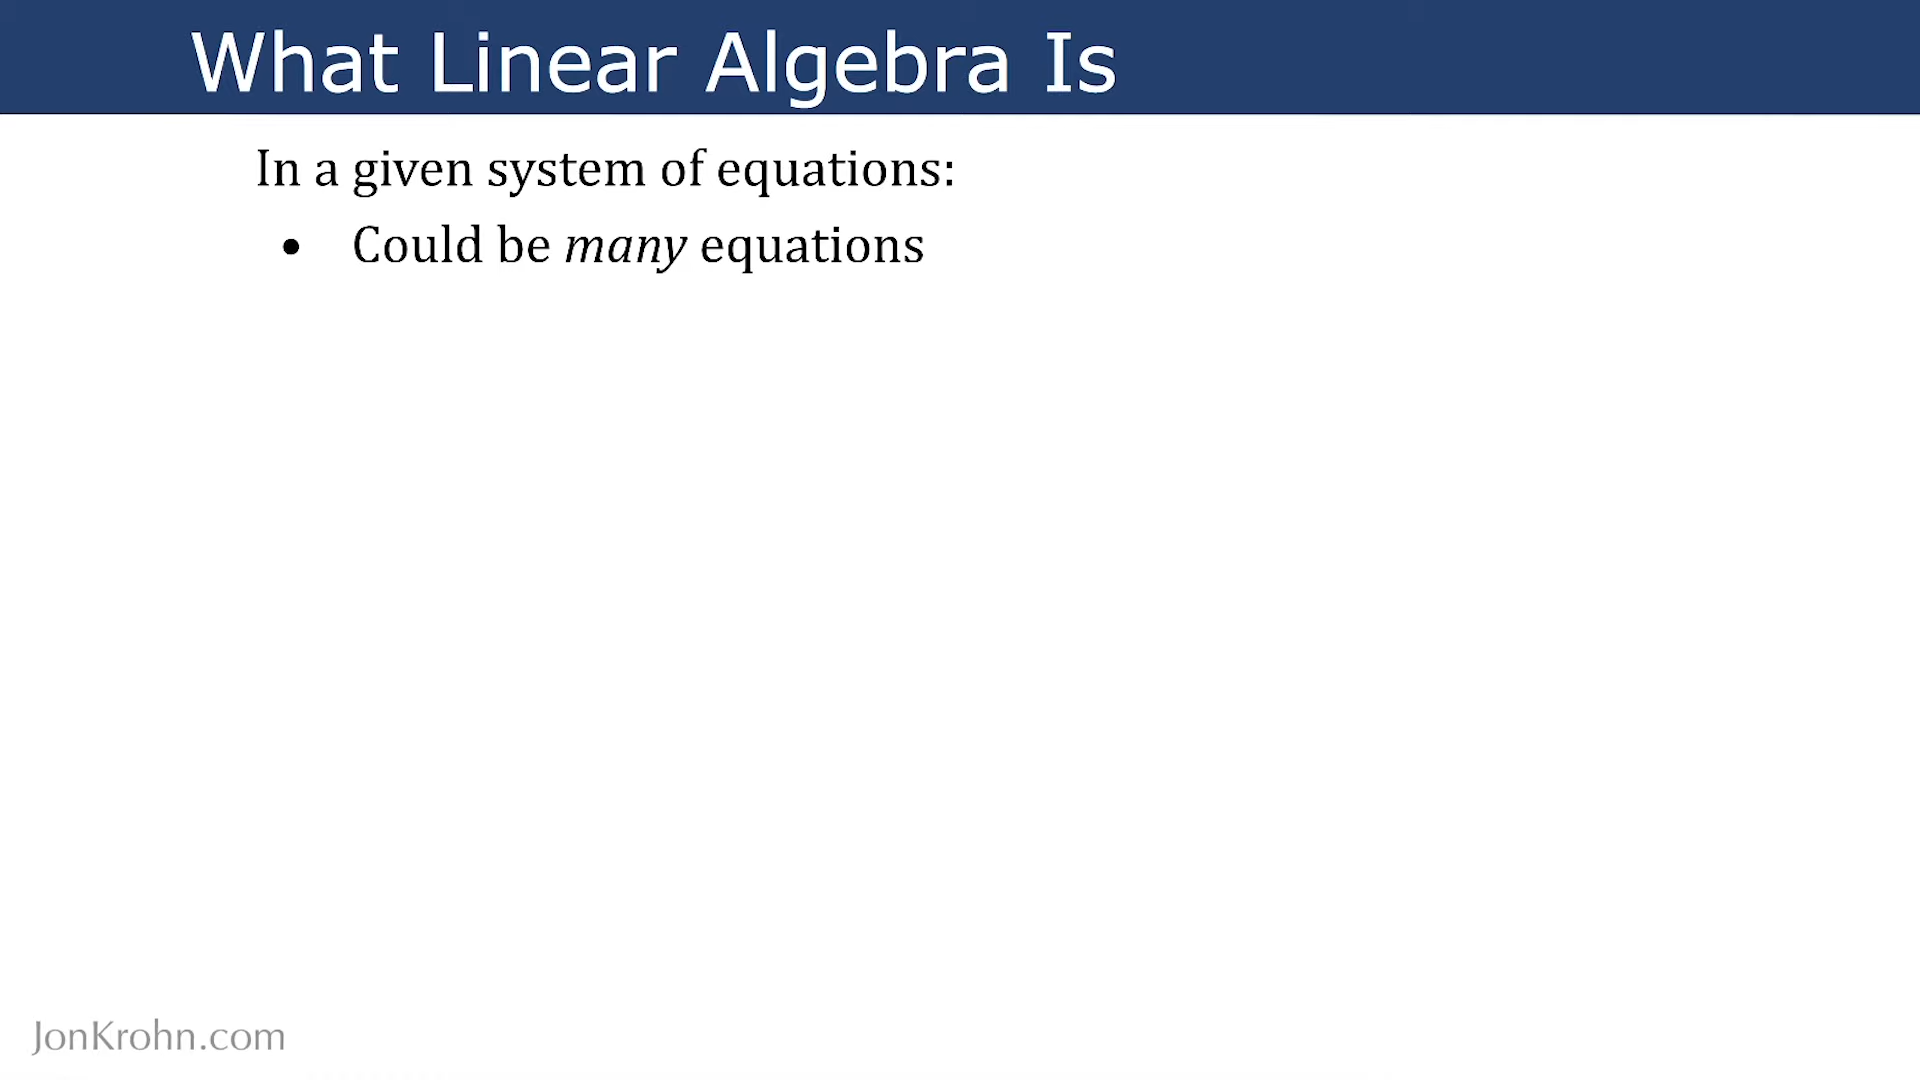 What Linear Algebra Is
In a given system of equations:
• Could be many equations
JonKrohn.com